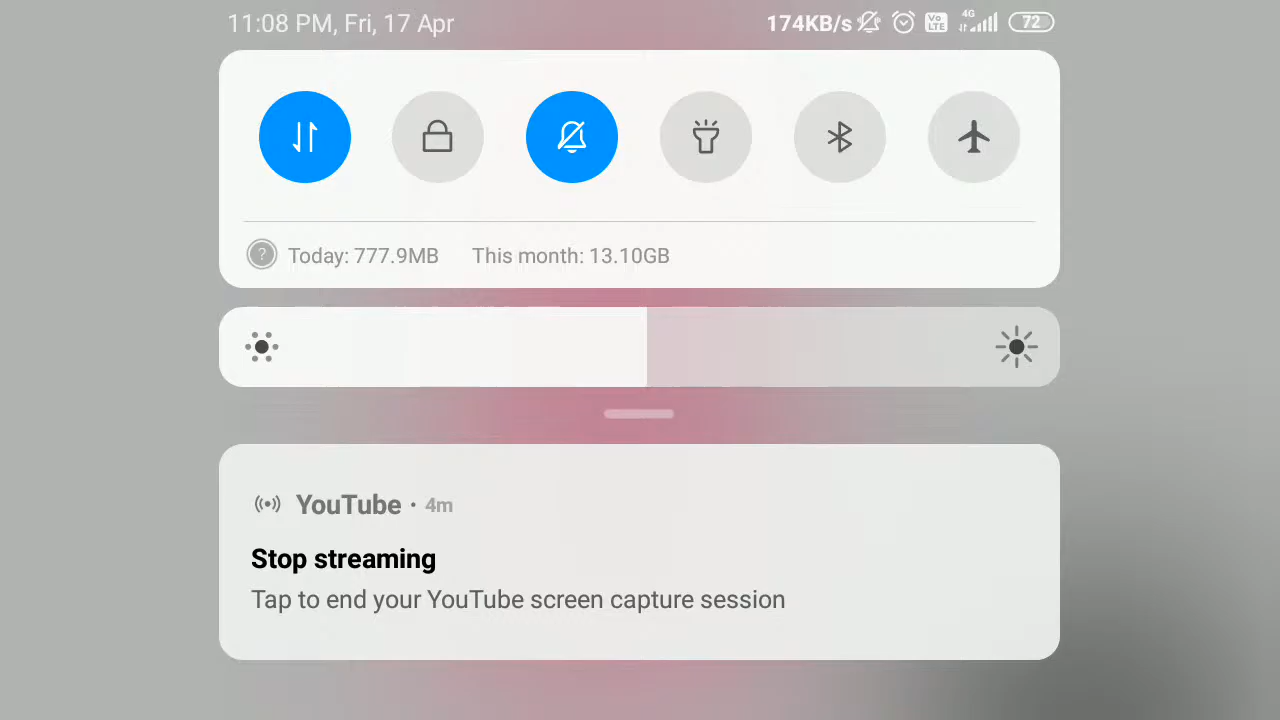 11:08 PM, Fri, 17 Apr 174KB/s Vo LTE 4G 72
? Today: 777.9MB This month: 13.10GB
YouTube · 4m
Stop streaming
Tap to end your YouTube screen capture session